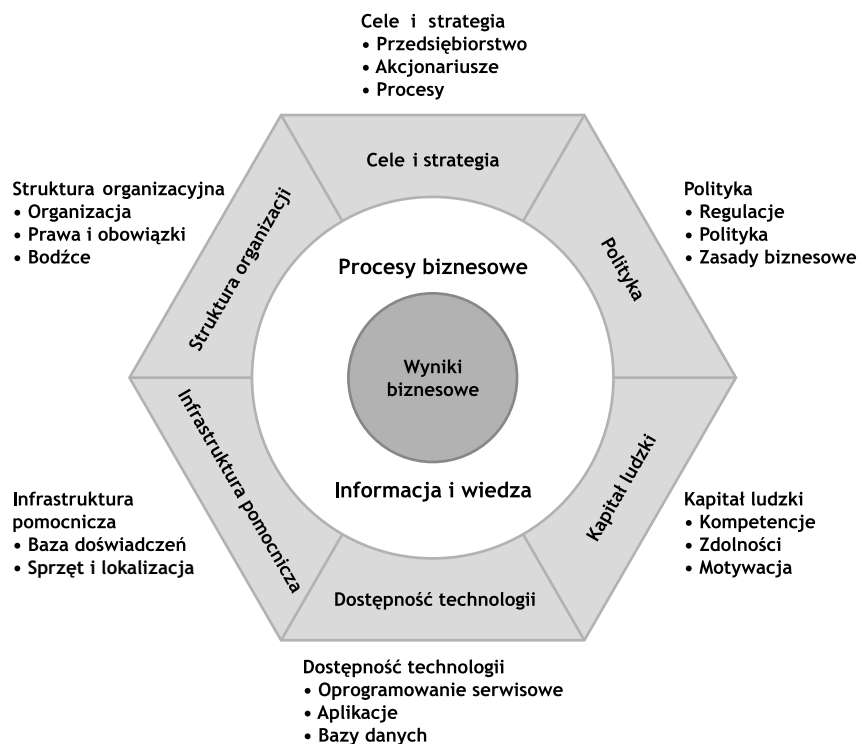 Cele i strategia
• Przedsiębiorstwo
• Akcjonariusze
• Procesy
Struktura organizacyjna
• Organizacja
• Prawa i obowiązki
• Bodźce
Polityka
• Regulacje
• Polityka
• Zasady biznesowe
Cele i strategia
Struktura organizacji
Polityka
Procesy biznesowe
Wyniki
biznesowe
Informacja i wiedza
Infrastruktura pomocnicza
Kapitał ludzki
Dostępność technologii
Infrastruktura
pomocnicza
• Baza doświadczeń
• Sprzęt i lokalizacja
Kapitał ludzki
• Kompetencje
• Zdolności
• Motywacja
Dostępność technologii
• Oprogramowanie serwisowe
• Aplikacje
• Bazy danych